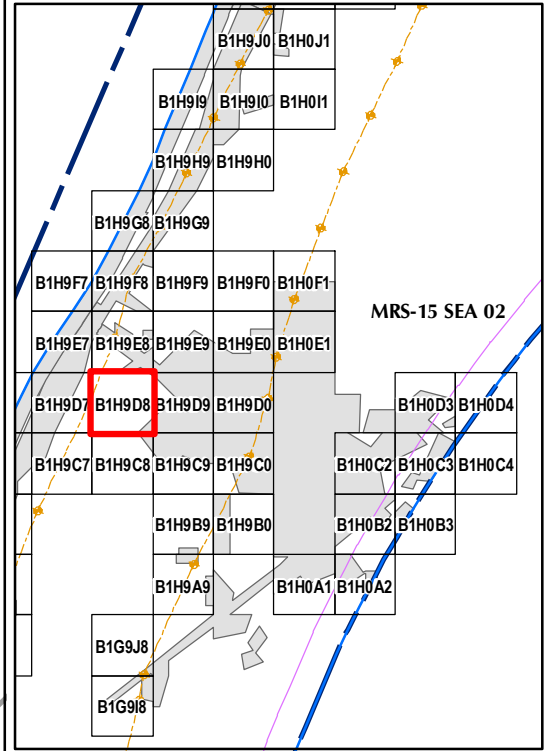 B1H9J0 B1H0J1
B1H9I9 B1H9I0 B1H0I1
B1H9H9 B1H9H0
B1H9G8 B1H9G9
B1H9F7 B1H9F8 B1H9F9 B1H9F0 B1H0F1
MRS-15 SEA 02
B1H9E7 B1H9E8 B1H9E9 B1H9E0 B1H0E1
B1H9D7 B1H9D8 B1H9D9 B1H9D0 B1H0D3 B1H0D4
B1H9C7 B1H9C8 B1H9C9 B1H9C0 B1H0C2 B1H0C3 B1H0C4
B1H9B9 B1H9B0 B1H0B2 B1H0B3
B1H9A9 B1H0A1 B1H0A2
B1G9J8
B1G9I8